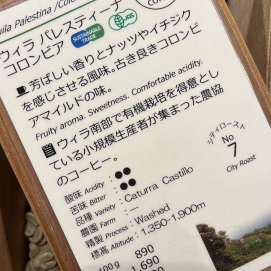 ila Palestina /Colo
ウィラ パレスティーナ
コロンビア
SUSTAINABLE
TRADE
JAS
芳ばしい香りとナッツやイチジク
を感じさせる風味。古き良きコロンビ
アマイルドの味。
Fruity aroma. Sweetness. Comfortable acidity.
ウィラ南部で有機栽培を得意とし
ている小規模生産者が集まった農協
のコーヒー。
酸味 Acidity :
苦味 Bitter :
品種 Variety : Caturra Castillo
農園 Farm : —
精製 Process : Washed
標高 Altitude : 1,350-1,900m
100g 890
1,690
シティロースト
No
7
City Roast